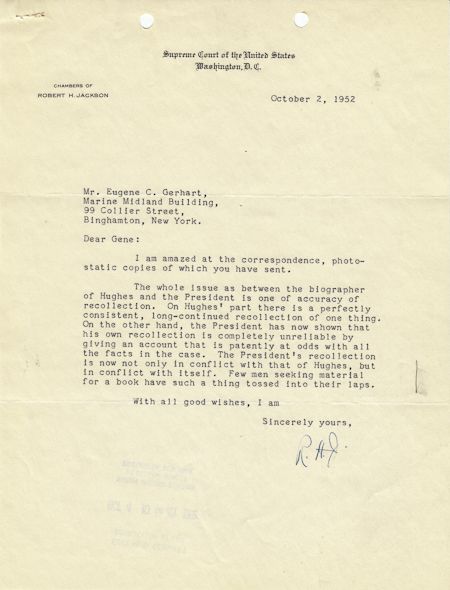 Supreme Court of the United States
Washington, D. C.
CHAMBERS OF
ROBERT H. JACKSON
October 2, 1952
Mr. Eugene C. Gerhart,
Marine Midland Building,
99 Collier Street,
Binghamton, New York.
Dear Gene:
I am amazed at the correspondence, photo-
static copies of which you have sent.
The whole issue as between the biographer
of Hughes and the President is one of accuracy of
recollection. On Hughes' part there is a perfectly
consistent, long-continued recollection of one thing.
On the other hand, the President has now shown that
his own recollection is completely unreliable by
giving an account that is patently at odds with all
the facts in the case. The President's recollection
is now not only in conflict with that of Hughes, but
in conflict with itself. Few men seeking material
for a book have such a thing tossed into their laps.
With all good wishes, I am
Sincerely yours,
R.H.J.